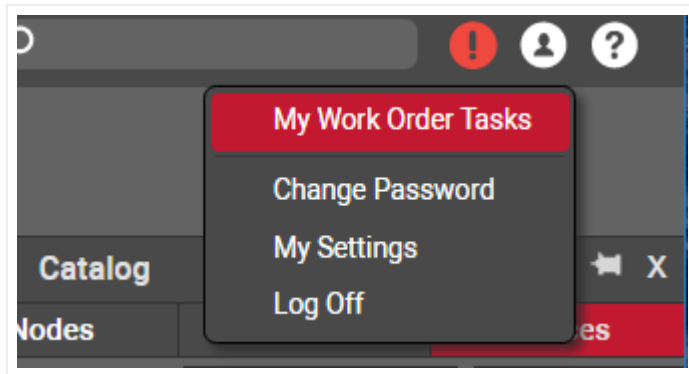 !
?
My Work Order Tasks
Change Password
My Settings
Catalog
X
Log Off
Nodes